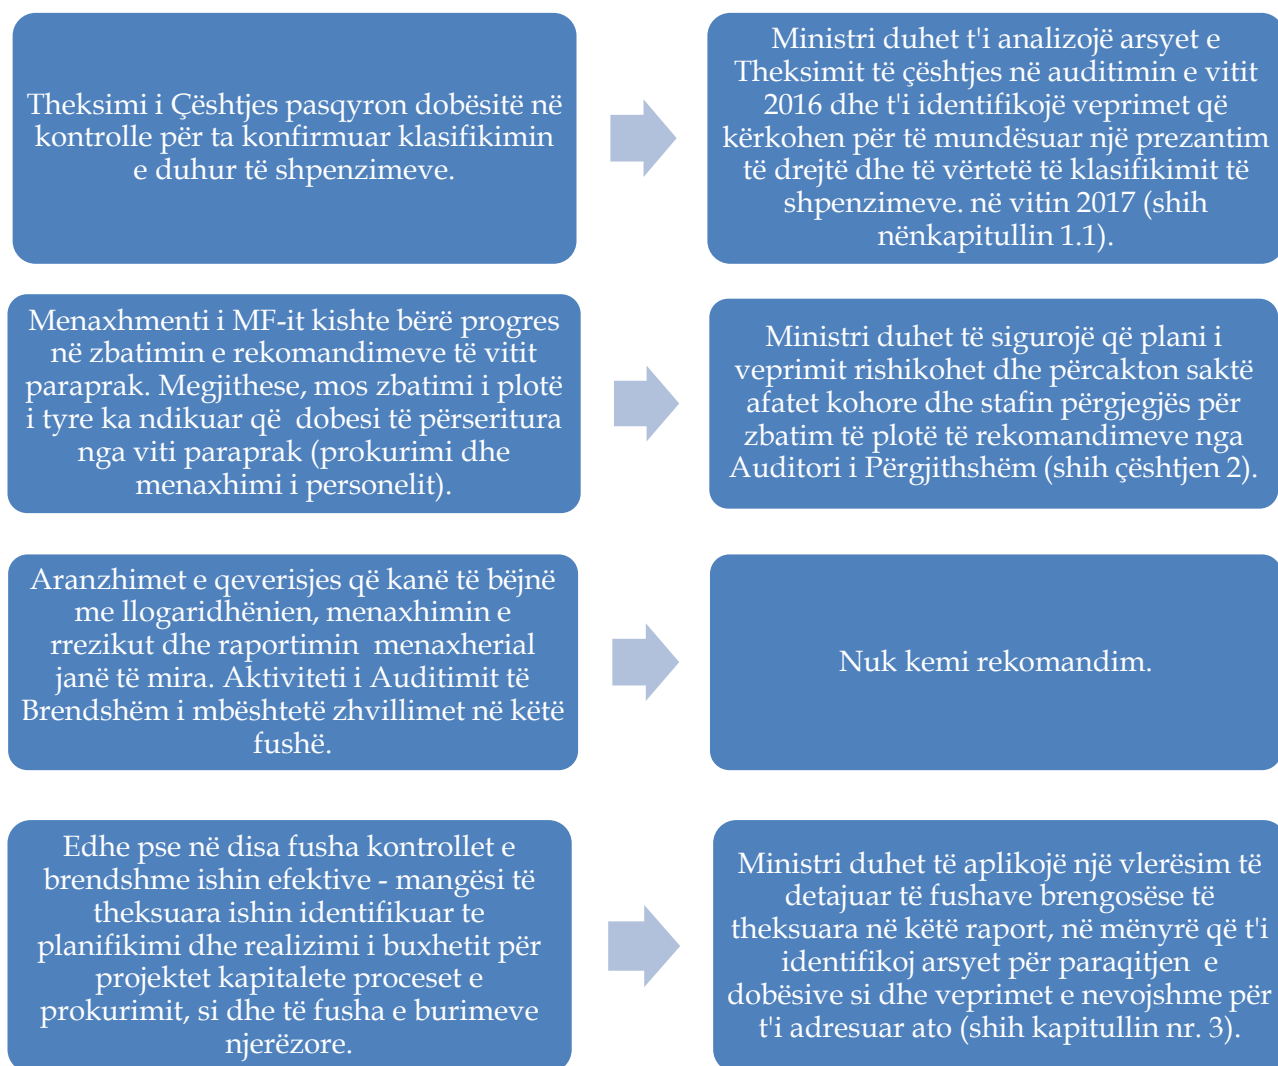 Theksimi i Çështjes pasqyron dobësitë në
kontrolle për ta konfirmuar klasifikimin
e duhur të shpenzimeve.
Ministri duhet t'i analizojë arsyet e
Theksimit të çështjes në auditimin e vitit
2016 dhe t'i identifikojë veprimet që
kërkohen për të mundësuar një prezantim
të drejtë dhe të vërtetë të klasifikimit të
shpenzimeve. në vitin 2017 (shih
nënkapitullin 1.1).
Menaxhmenti i MF-it kishte bërë progres
në zbatimin e rekomandimeve të vitit
paraprak. Megjithese, mos zbatimi i plotë
i tyre ka ndikuar që  dobesi të përseritura
nga viti paraprak (prokurimi dhe
menaxhimi i personelit).
Ministri duhet të sigurojë që plani i
veprimit rishikohet dhe përcakton saktë
afatet kohore dhe stafin përgjegjës për
zbatim të plotë të rekomandimeve nga
Auditori i Përgjithshëm (shih çështjen 2).
Aranzhimet e qeverisjes që kanë të bëjnë
me llogaridhënien, menaxhimin e
rrezikut dhe raportimin  menaxherial
janë të mira. Aktiviteti i Auditimit të
Brendshëm i mbështetë zhvillimet në këtë
fushë.
Nuk kemi rekomandim.
Edhe pse në disa fusha kontrollet e
brendshme ishin efektive - mangësi të
theksuara ishin identifikuar te
planifikimi dhe realizimi i buxhetit për
projektet kapitalete proceset e
prokurimit, si dhe të fusha e burimeve
njerëzore.
Ministri duhet të aplikojë një vlerësim të
detajuar të fushave brengosëse të
theksuara në këtë raport, në mënyrë që t'i
identifikoj arsyet për paraqitjen  e
dobësive si dhe veprimet e nevojshme për
t'i adresuar ato (shih kapitullin nr. 3).